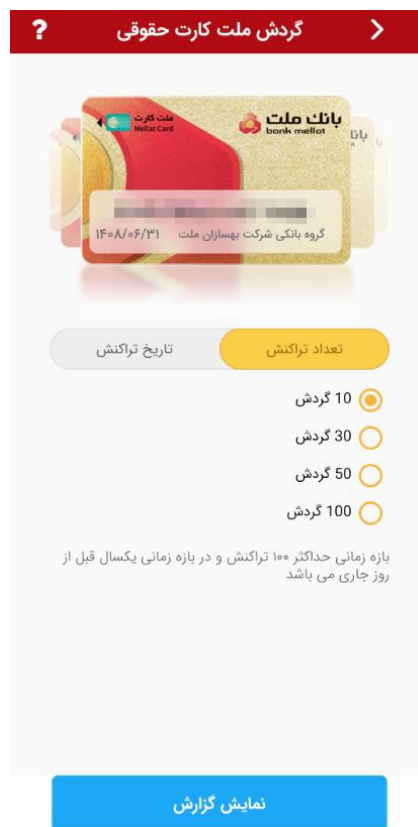 گردش ملت کارت حقوقی ?
بانك ملت
bank mellat
ملت کارت
Mellat Card
گروه بانکی شرکت بهسازان ملت ۱۴۰۸/۰۶/۳۱
تعداد تراکنش تاریخ تراکنش
10 گردش
30 گردش
50 گردش
100 گردش
بازه زمانی حداکثر ۱۰۰ تراکنش و در بازه زمانی یکسال قبل از
روز جاری می باشد
نمایش گزارش